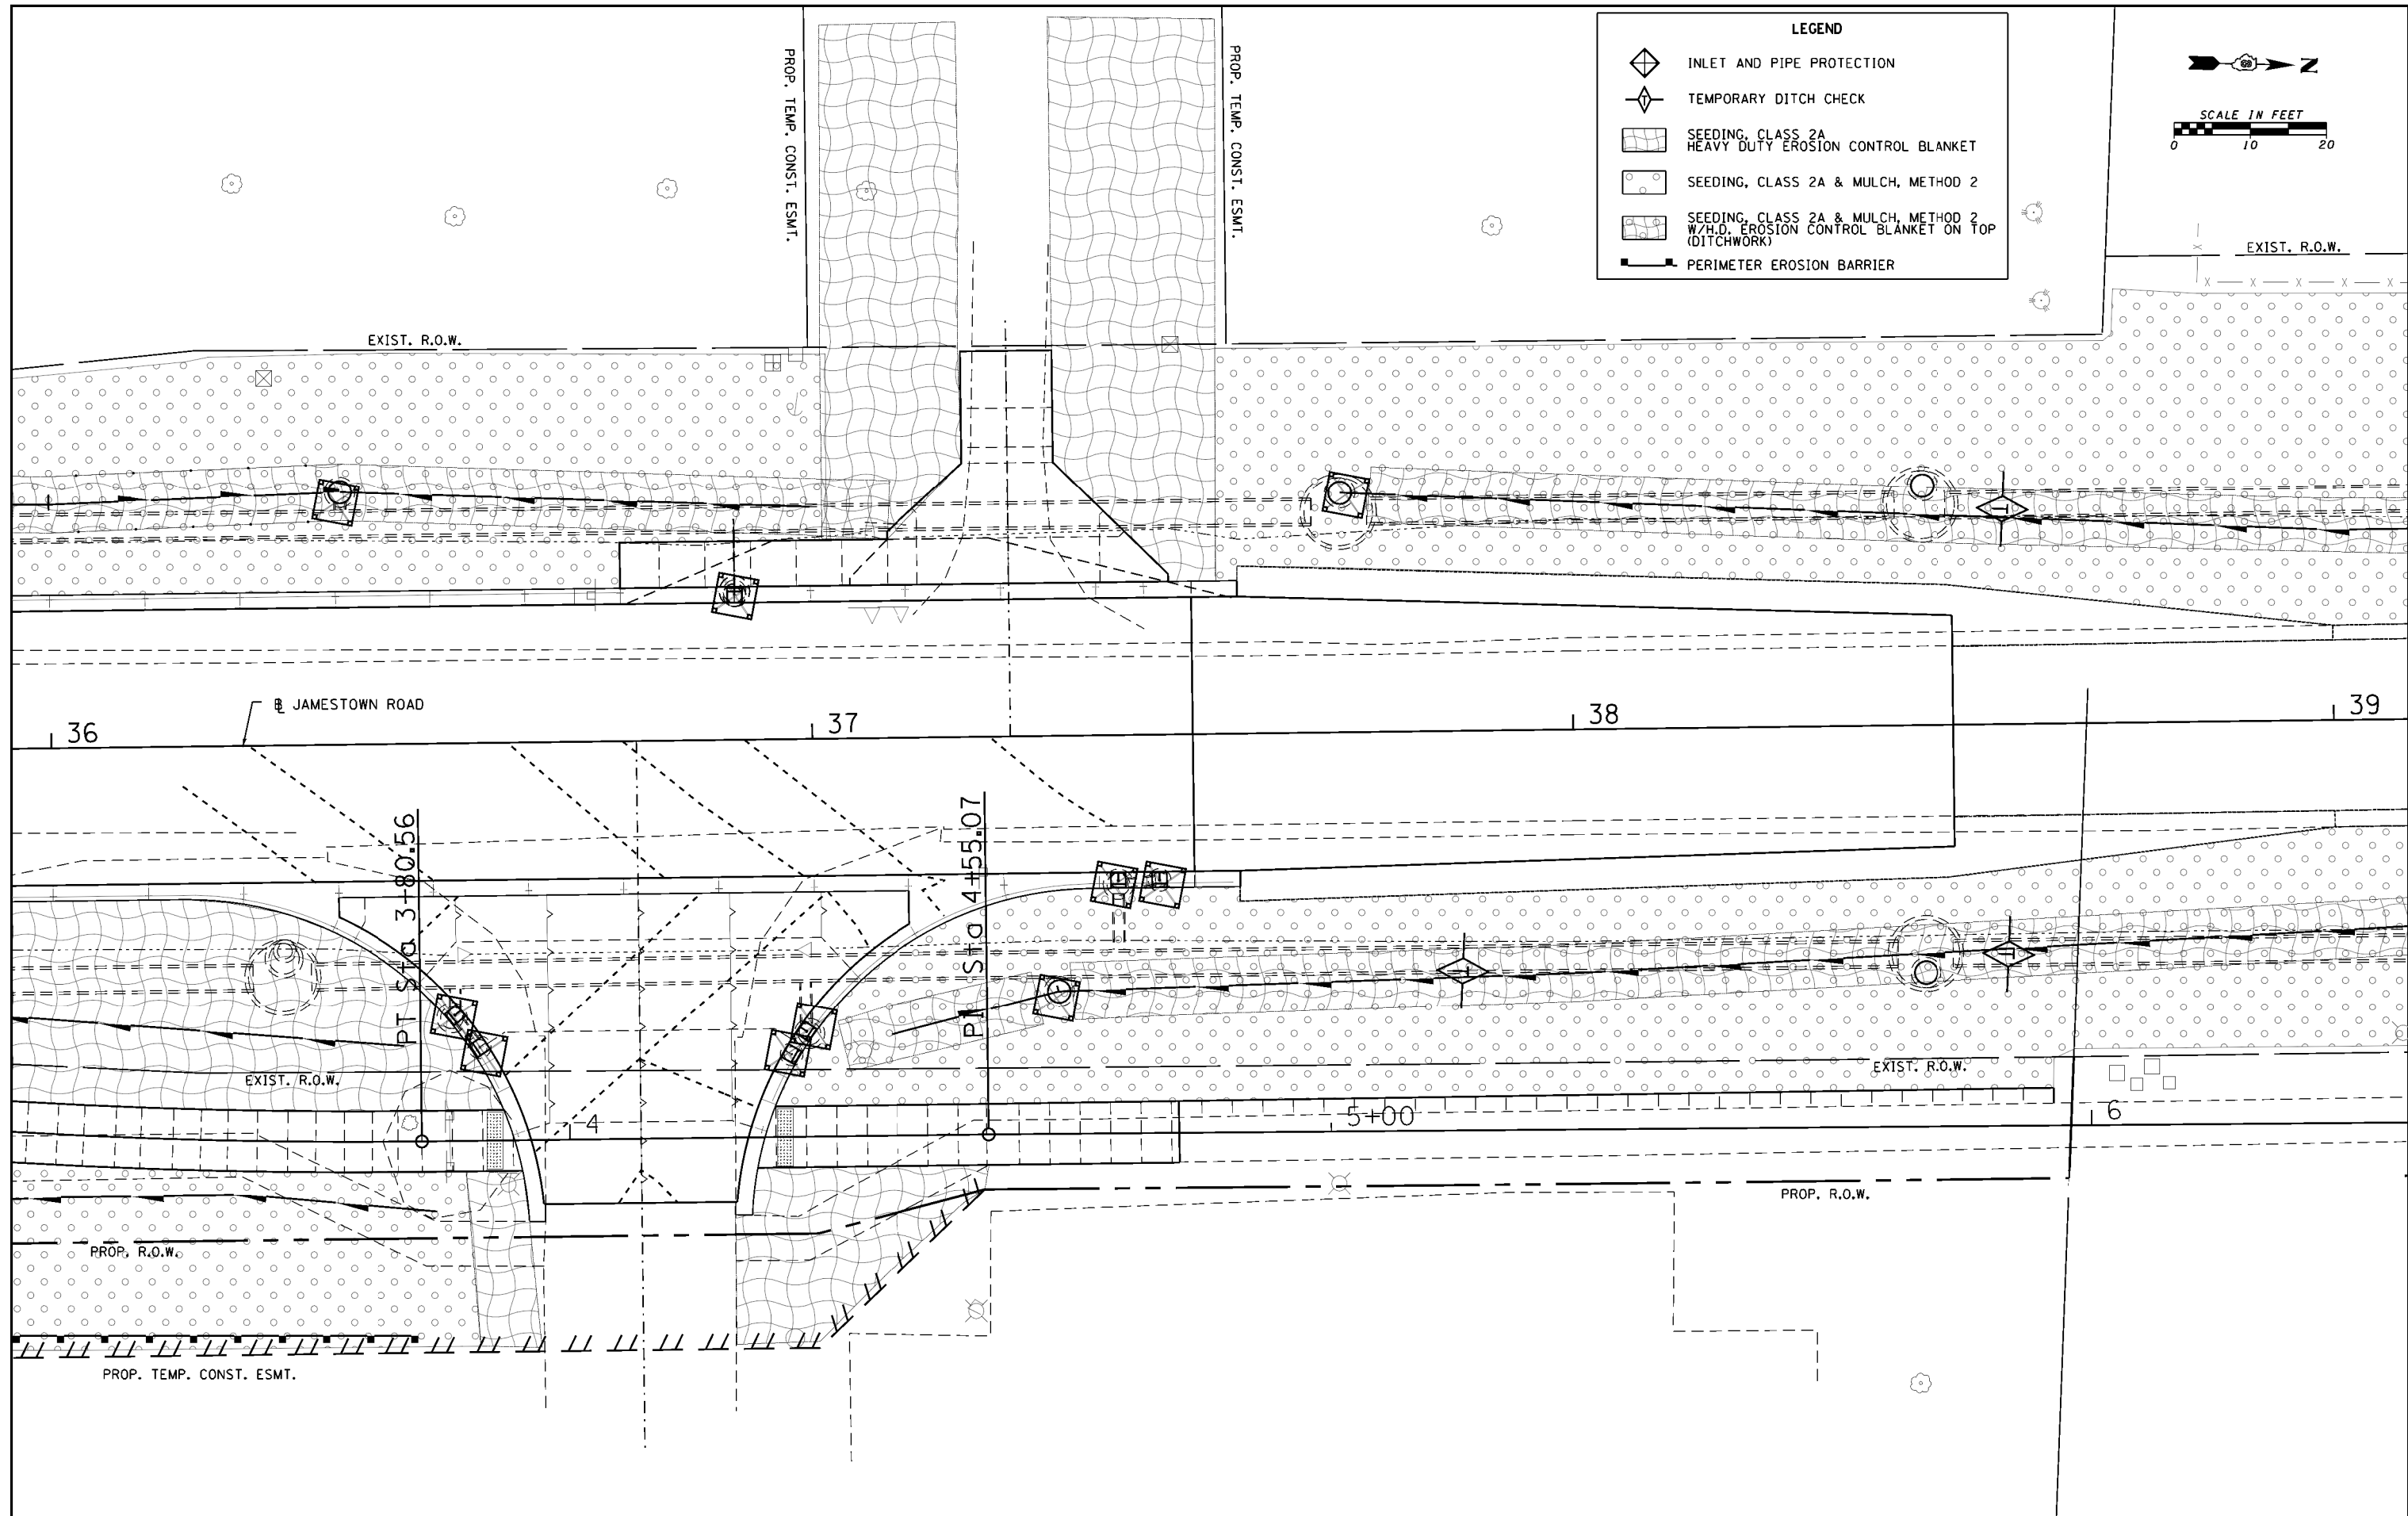 LEGEND
INLET AND PIPE PROTECTION
T
TEMPORARY DITCH CHECK
SEEDING, CLASS 2A
HEAVY DUTY EROSION CONTROL BLANKET
SEEDING, CLASS 2A & MULCH, METHOD 2
SEEDING, CLASS 2A & MULCH, METHOD 2
W/H.D. EROSION CONTROL BLANKET ON TOP
(DITCHWORK)
PERIMETER EROSION BARRIER
N
SCALE IN FEET
0 10 20
PROP. TEMP. CONST. ESMT.
PROP. TEMP. CONST. ESMT.
EXIST. R.O.W.
EXIST. R.O.W.
T
JAMESTOWN ROAD
36
37
38
39
PT Sta 3+80.56
PI Sta 4+55.07
T
T
EXIST. R.O.W.
EXIST. R.O.W.
4
5+00
6
PROP. R.O.W.
PROP. R.O.W.
PROP. TEMP. CONST. ESMT.